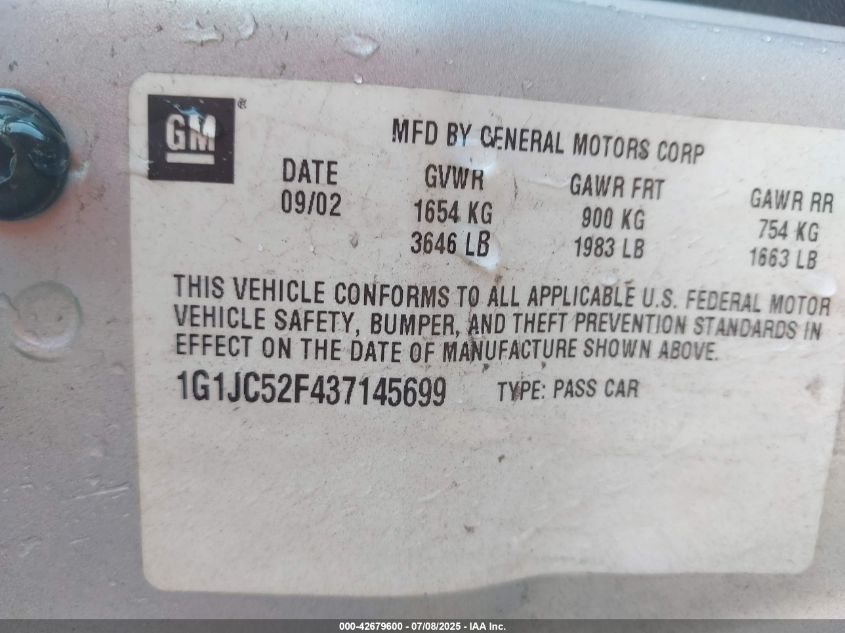 GM ®
MFD BY GENERAL MOTORS CORP
DATE GVWR GAWR FRT GAWR RR
09/02 1654 KG 900 KG 754 KG
3646 LB 1983 LB 1663 LB
THIS VEHICLE CONFORMS TO ALL APPLICABLE U.S. FEDERAL MOTOR
VEHICLE SAFETY, BUMPER, AND THEFT PREVENTION STANDARDS IN
EFFECT ON THE DATE OF MANUFACTURE SHOWN ABOVE.
1G1JC52F437145699 TYPE: PASS CAR
000-42679600 - 07/08/2025 - IAA Inc.